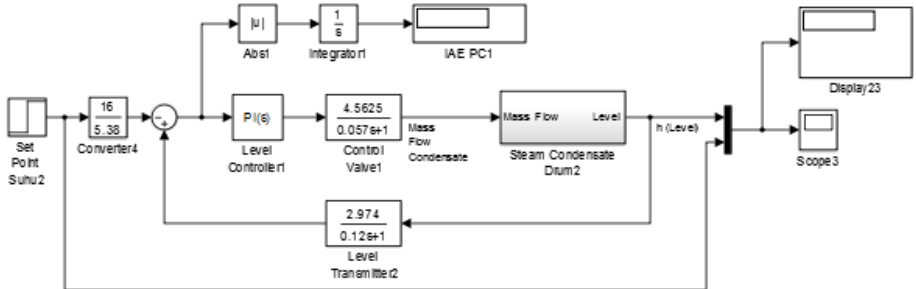 |u|
Abs1
1
s
Integrator1
IAE PC1
Display23
Set
Point
Suhu2
16
5.38
Converter4
-+
PI(s)
Level
Controller1
4.5625
0.057s+1
Control
Valve1
Mass
Flow
Condensate
Mass Flow
Level
Steam Condensate
Drum2
h (Level)
Scope3
2.974
0.12s+1
Level
Transmitter2